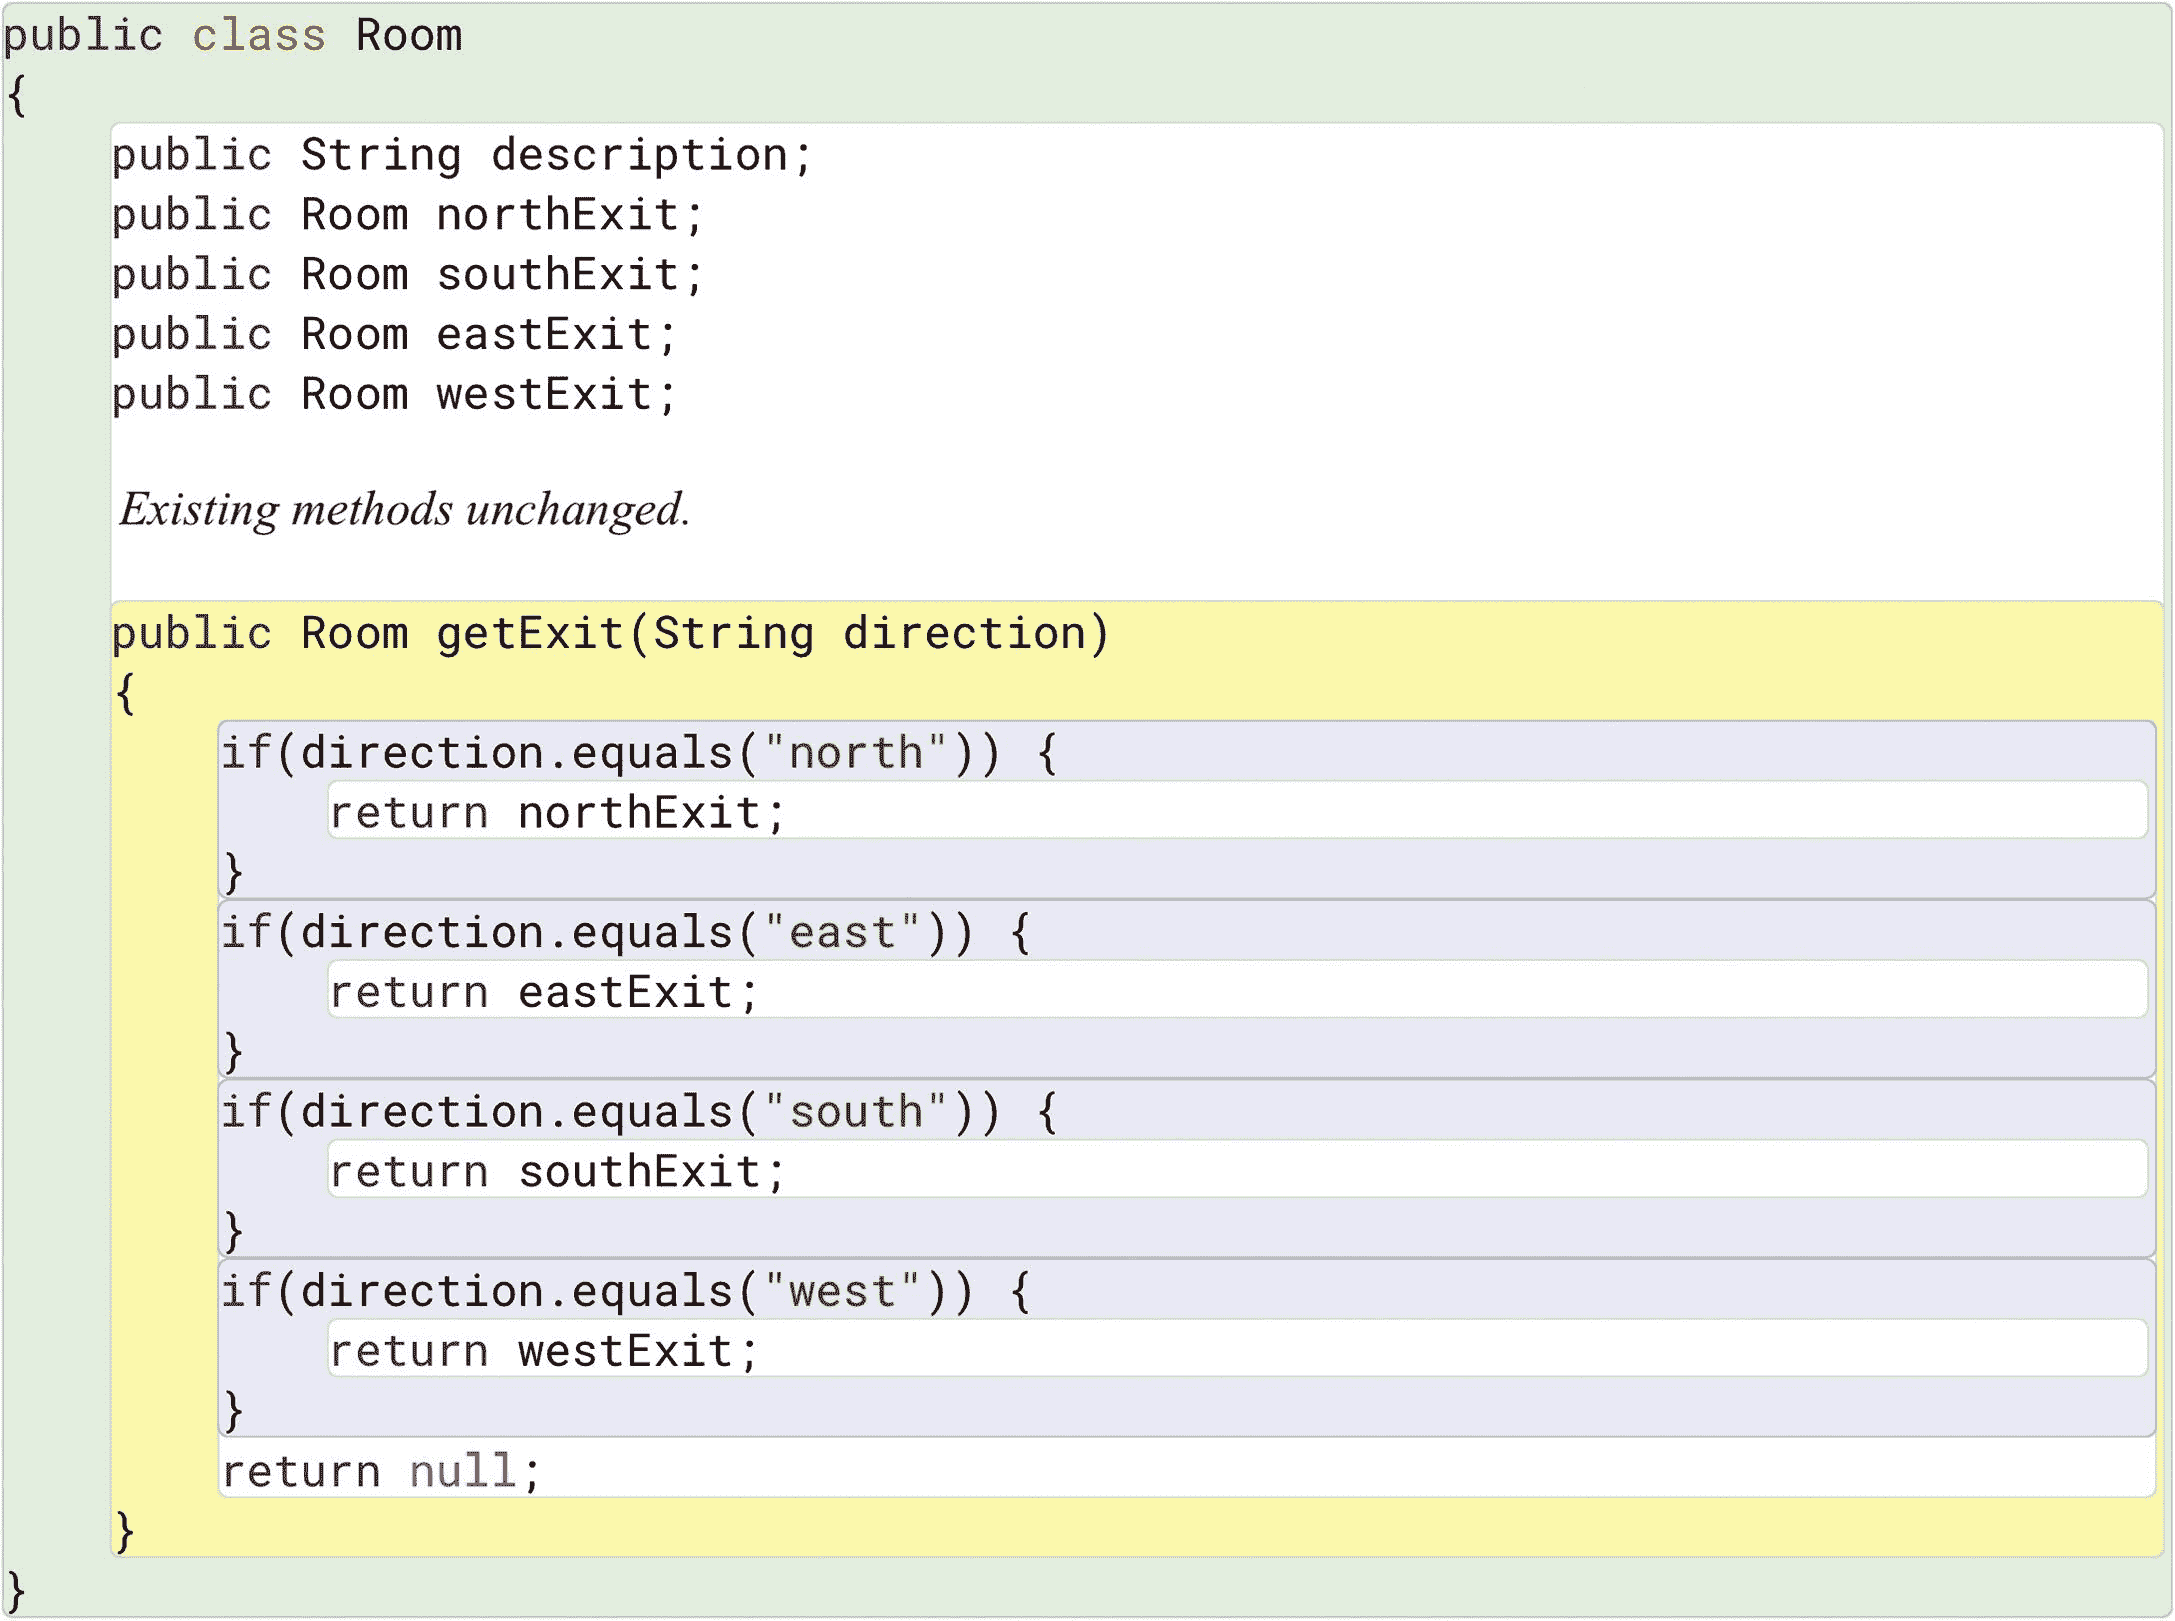 public class Room
{
public String description;
public Room northExit;
public Room southExit;
public Room eastExit;
public Room westExit;
Existing methods unchanged.
public Room getExit(String direction)
{
if(direction.equals("north")) {
return northExit;
}
if(direction.equals("east")) {
return eastExit;
}
if(direction.equals("south")) {
return southExit;
}
if(direction.equals("west")) {
return westExit;
}
return null;
}
}